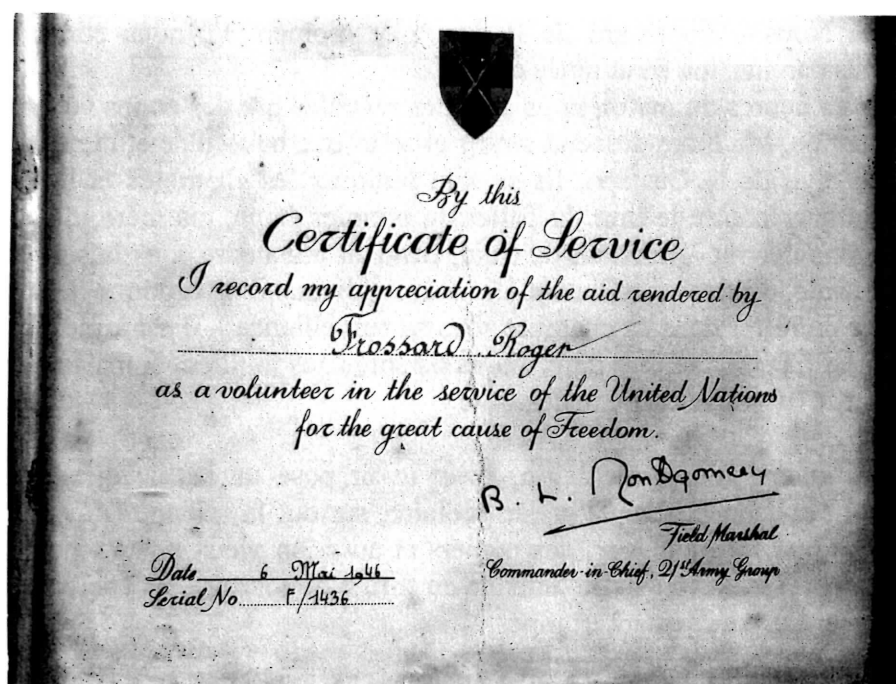 By this
Certificate of Service
I record my appreciation of the aid rendered by
Frossard Roger
as a volunteer in the service of the United Nations
for the great cause of Freedom.
B. L. Montgomery
Field Marshal
Commander-in-Chief, 21st Army Group
Date 6 Mai 1946
Serial No. F/1436